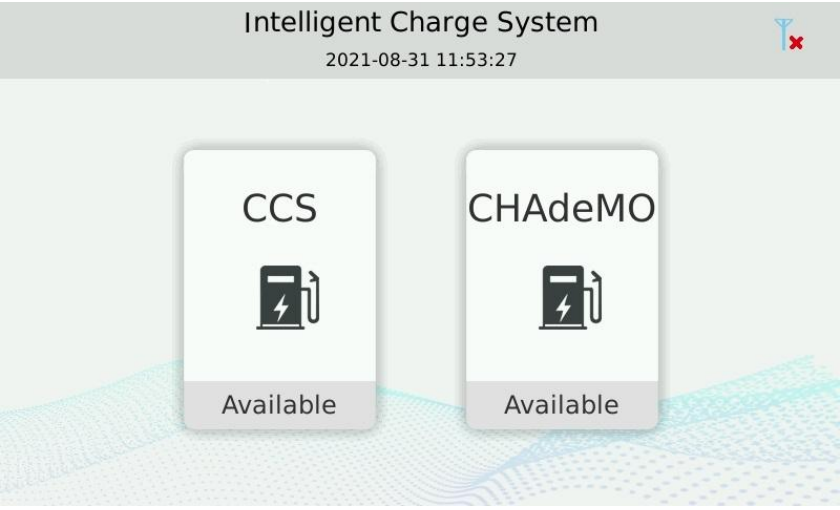 Intelligent Charge System
2021-08-31 11:53:27
CCS
CHAdeMO
Available
Available